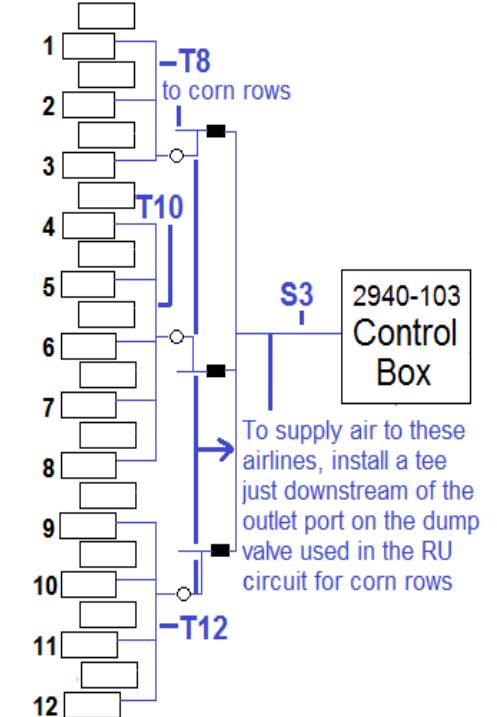 1
T8
to corn rows
2
3
T10
4
S3
2940-103
Control
Box
5
6
7
To supply air to these
airlines, install a tee
just downstream of the
outlet port on the dump
valve used in the RU
circuit for corn rows
8
9
10
11
T12
12